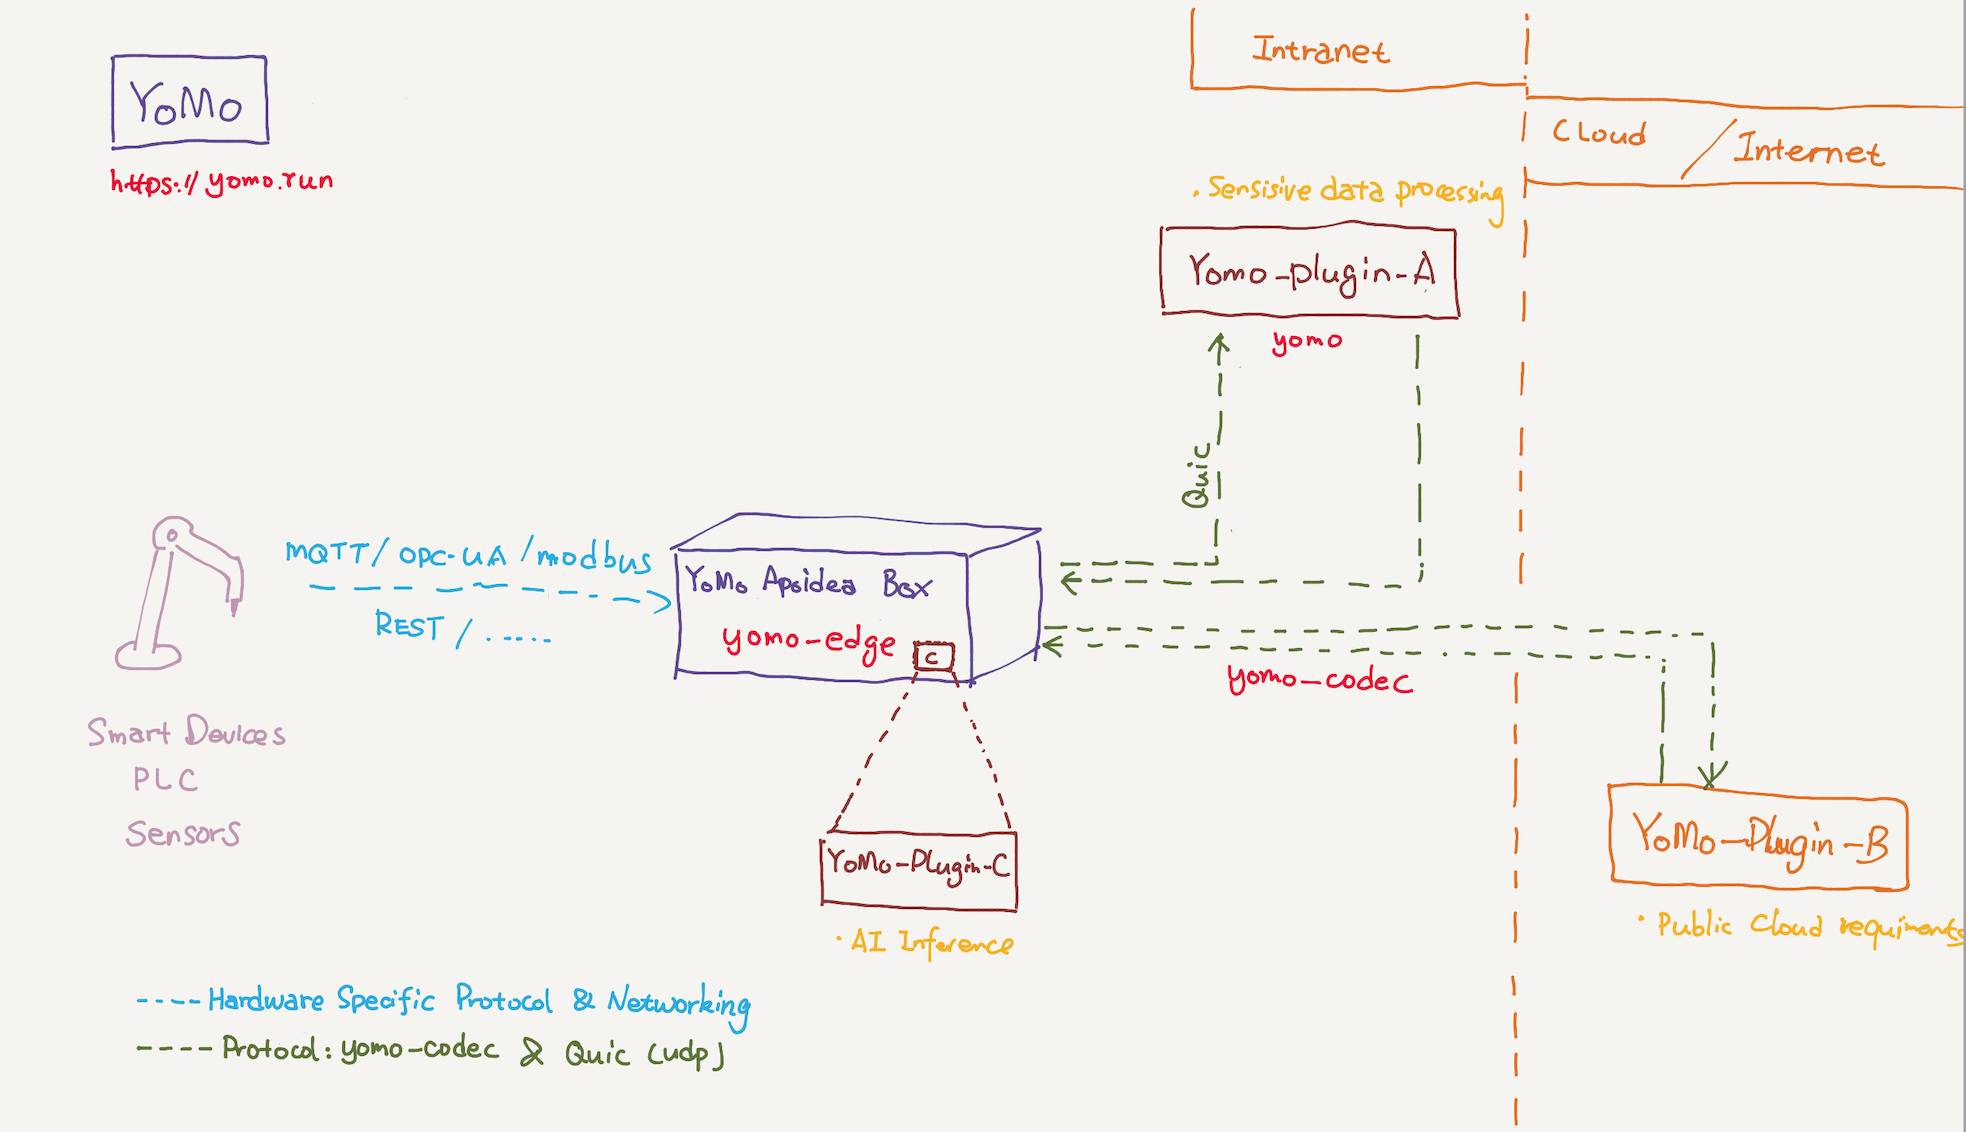 YoMo
https://yomo.run
Intranet
Cloud / Internet
. Sensisive data processing
Yomo-plugin-A
yomo
Quic
MQTT/ OPC-UA /modbus
REST / .....
YoMo Apsidea Box
yomo-edge
C
yomo-codec
Smart Devices
PLC
Sensors
YoMo-Plugin-C
· AI Inference
YoMo-Plugin-B
· Public Cloud requiments
---- Hardware Specific Protocol & Networking
---- Protocol: yomo-codec & Quic (udp)